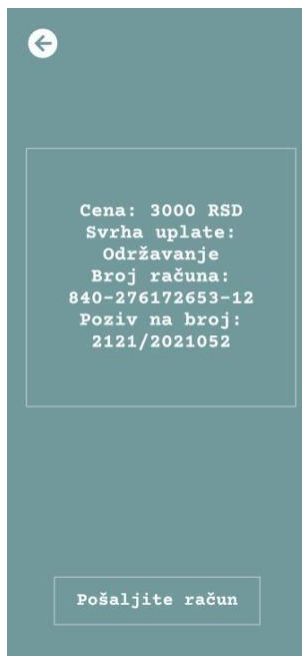 Cena: 3000 RSD
Svrha uplate:
Održavanje
Broj računa:
840-276172653-12
Poziv na broj:
2121/2021052
Pošaljite račun